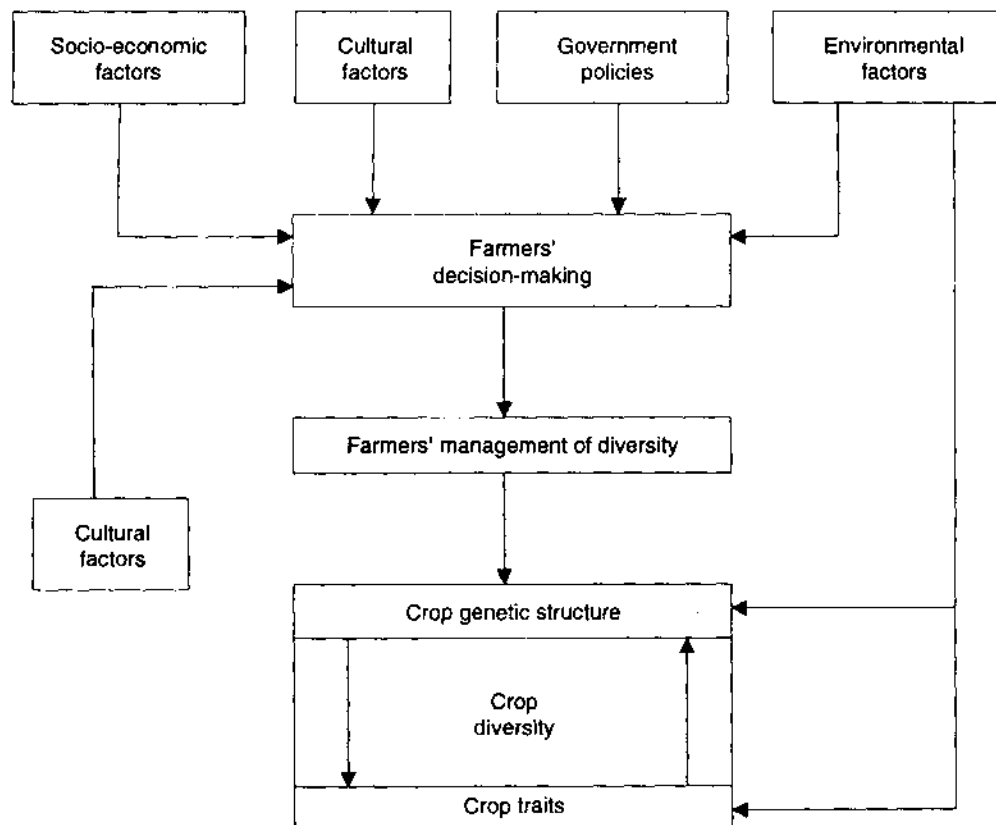 Socio-economic
factors
Cultural
factors
Government
policies
Environmental
factors
Farmers'
decision-making
Farmers' management of diversity
Cultural
factors
Crop genetic structure
Crop
diversity
Crop traits